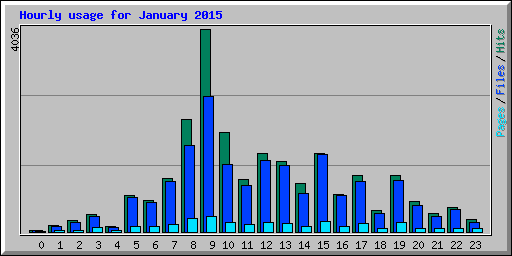 Hourly usage for January 2015
4036
Pages / Files / Hits
0 1 2 3 4 5 6 7 8 9 10 11 12 13 14 15 16 17 18 19 20 21 22 23